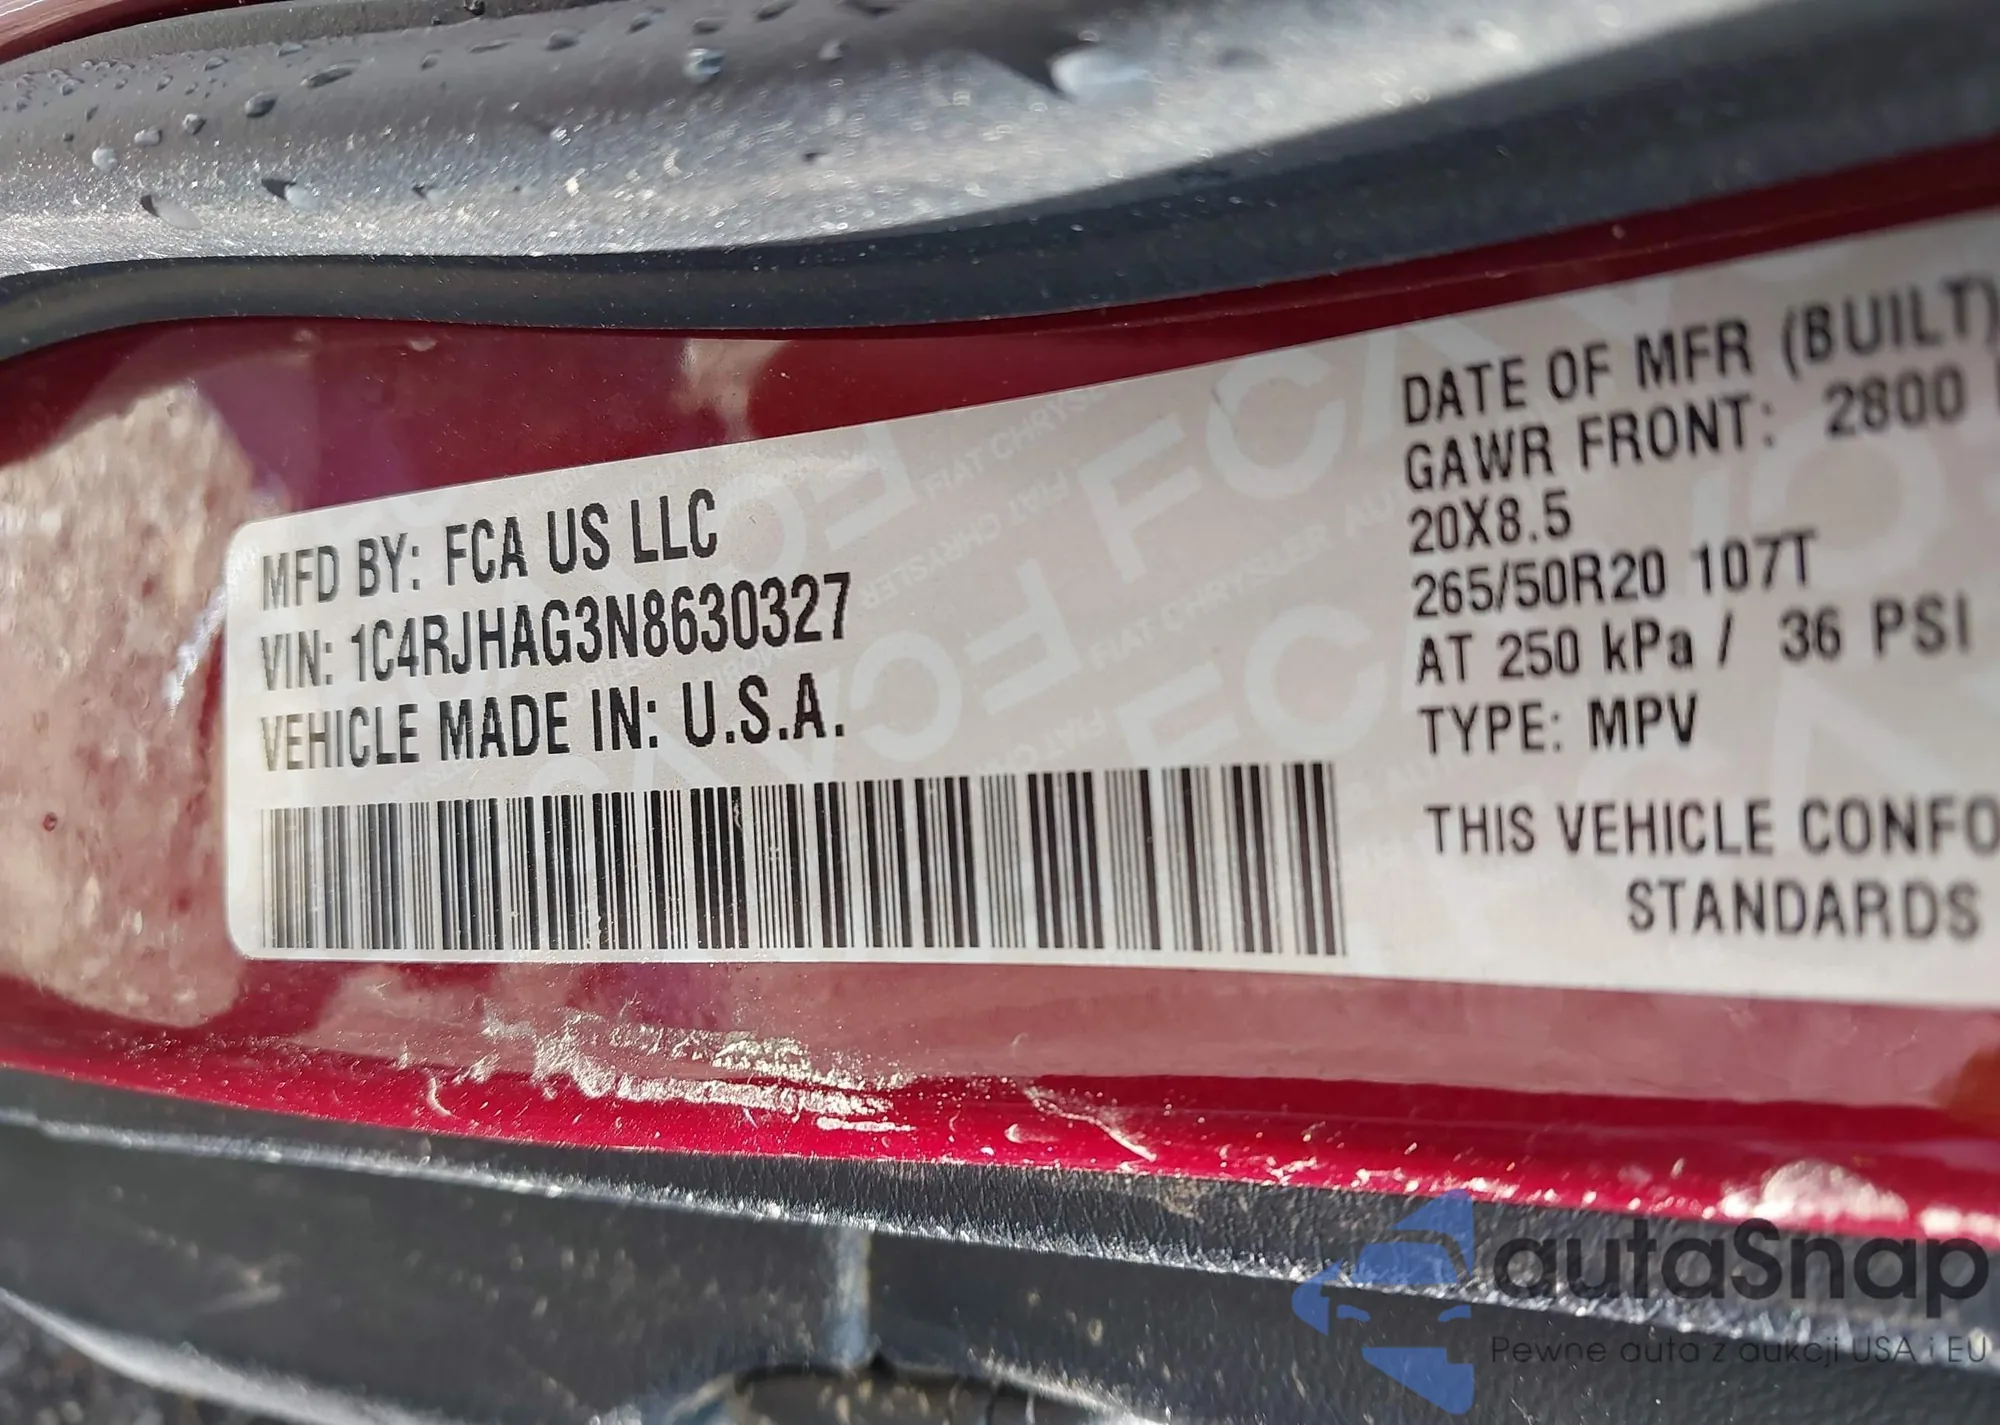 MFD BY: FCA US LLC
VIN: 1C4RJHAG3N8630327
VEHICLE MADE IN: U.S.A.
DATE OF MFR (BUILT)
GAWR FRONT: 2800
20X8.5
265/50R20 107T
AT 250 kPa / 36 PSI
TYPE: MPV
THIS VEHICLE CONFO
STANDARDS
autaSnap
Pewne auta z aukcji USA i EU